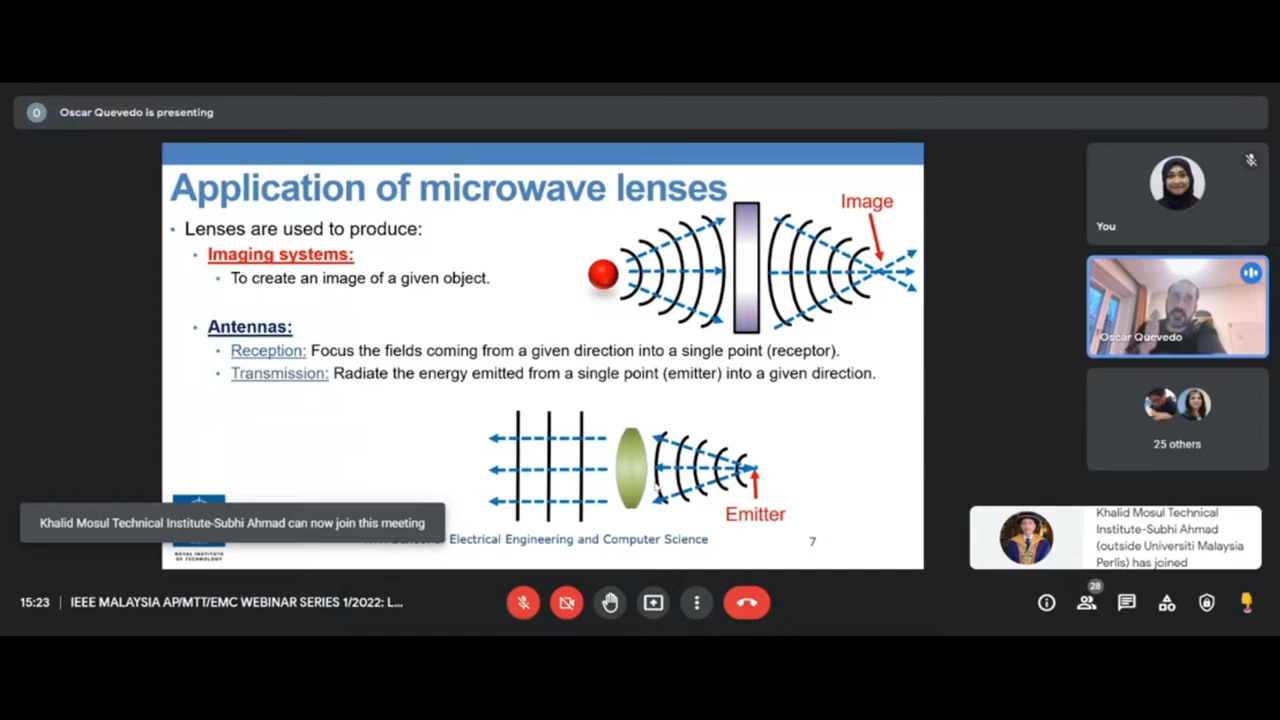 O
Oscar Quevedo is presenting
Application of microwave lenses
• Lenses are used to produce:
• Imaging systems:
• To create an image of a given object.
• Antennas:
• Reception: Focus the fields coming from a given direction into a single point (receptor).
• Transmission: Radiate the energy emitted from a single point (emitter) into a given direction.
Image
Emitter
Electrical Engineering and Computer Science
7
ROYAL INSTITUTE
OF TECHNOLOGY
Khalid Mosul Technical Institute-Subhi Ahmad can now join this meeting
You
Oscar Quevedo
25 others
Khalid Mosul Technical
Institute-Subhi Ahmad
(outside Universiti Malaysia
Perlis) has joined
15:23 | IEEE MALAYSIA AP/MTT/EMC WEBINAR SERIES 1/2022: L...
28